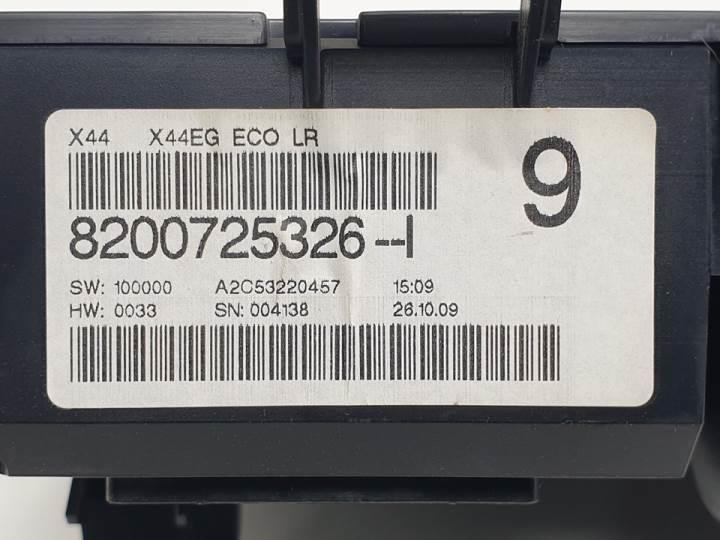 X44 X44EG ECO LR
9
8200725326--I
SW: 100000 A2C53220457 15:09
HW: 0033 SN: 004138 26.10.09